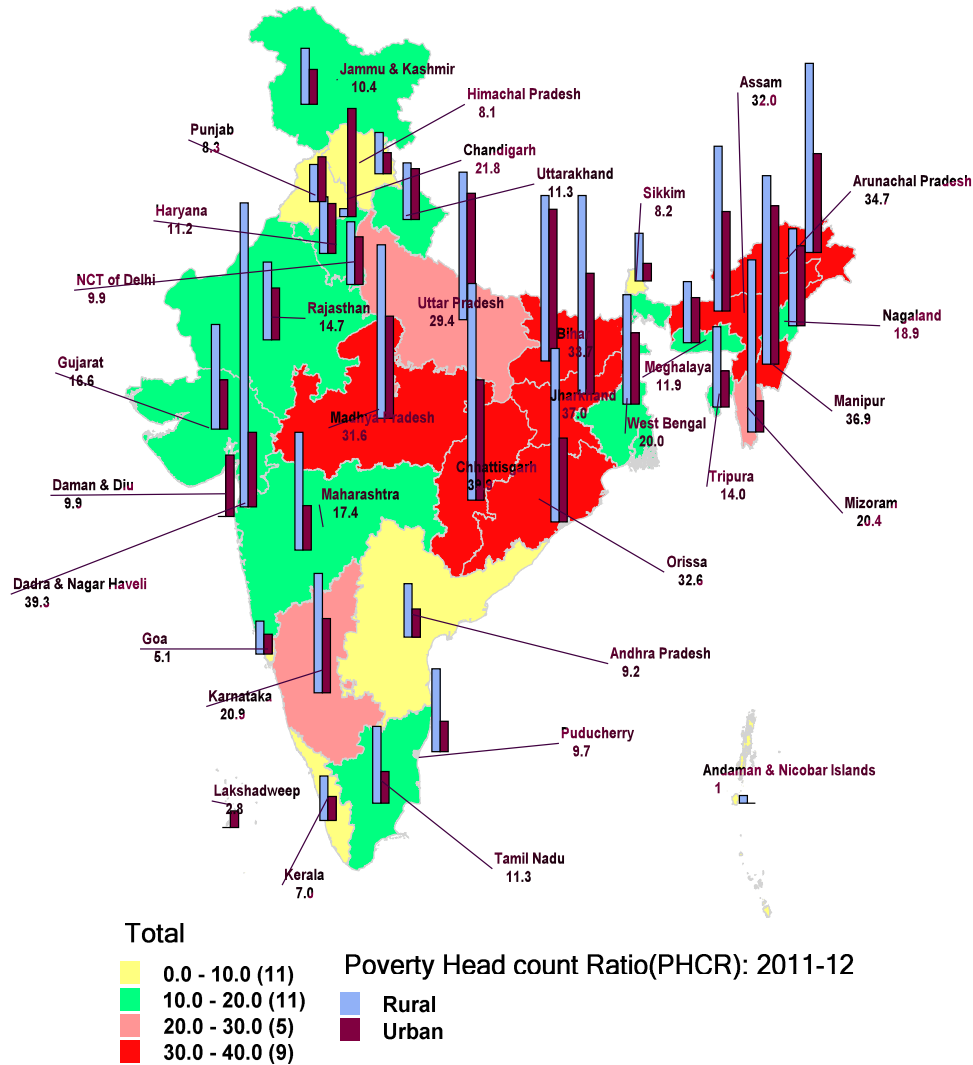 Jammu & Kashmir
10.4
Himachal Pradesh
8.1
Assam
32.0
Punjab
8.3
Chandigarh
21.8
Uttarakhand
11.3
Sikkim
8.2
Arunachal Pradesh
34.7
Haryana
11.2
NCT of Delhi
9.9
Rajasthan
14.7
Uttar Pradesh
29.4
Nagaland
18.9
Bihar
33.7
Gujarat
16.6
Meghalaya
11.9
Jharkhand
37.0
Manipur
36.9
Madhya Pradesh
31.6
West Bengal
20.0
Chhattisgarh
Tripura
14.0
Daman & Diu
9.9
Maharashtra
17.4
Mizoram
20.4
Orissa
32.6
Dadra & Nagar Haveli
39.3
Goa
5.1
Andhra Pradesh
9.2
Karnataka
20.9
Puducherry
9.7
Andaman & Nicobar Islands
1
Lakshadweep
2.8
Tamil Nadu
11.3
Kerala
7.0
Total
0.0 - 10.0 (11)
10.0 - 20.0 (11)
20.0 - 30.0 (5)
30.0 - 40.0 (9)
Poverty Head count Ratio(PHCR): 2011-12
Rural
Urban